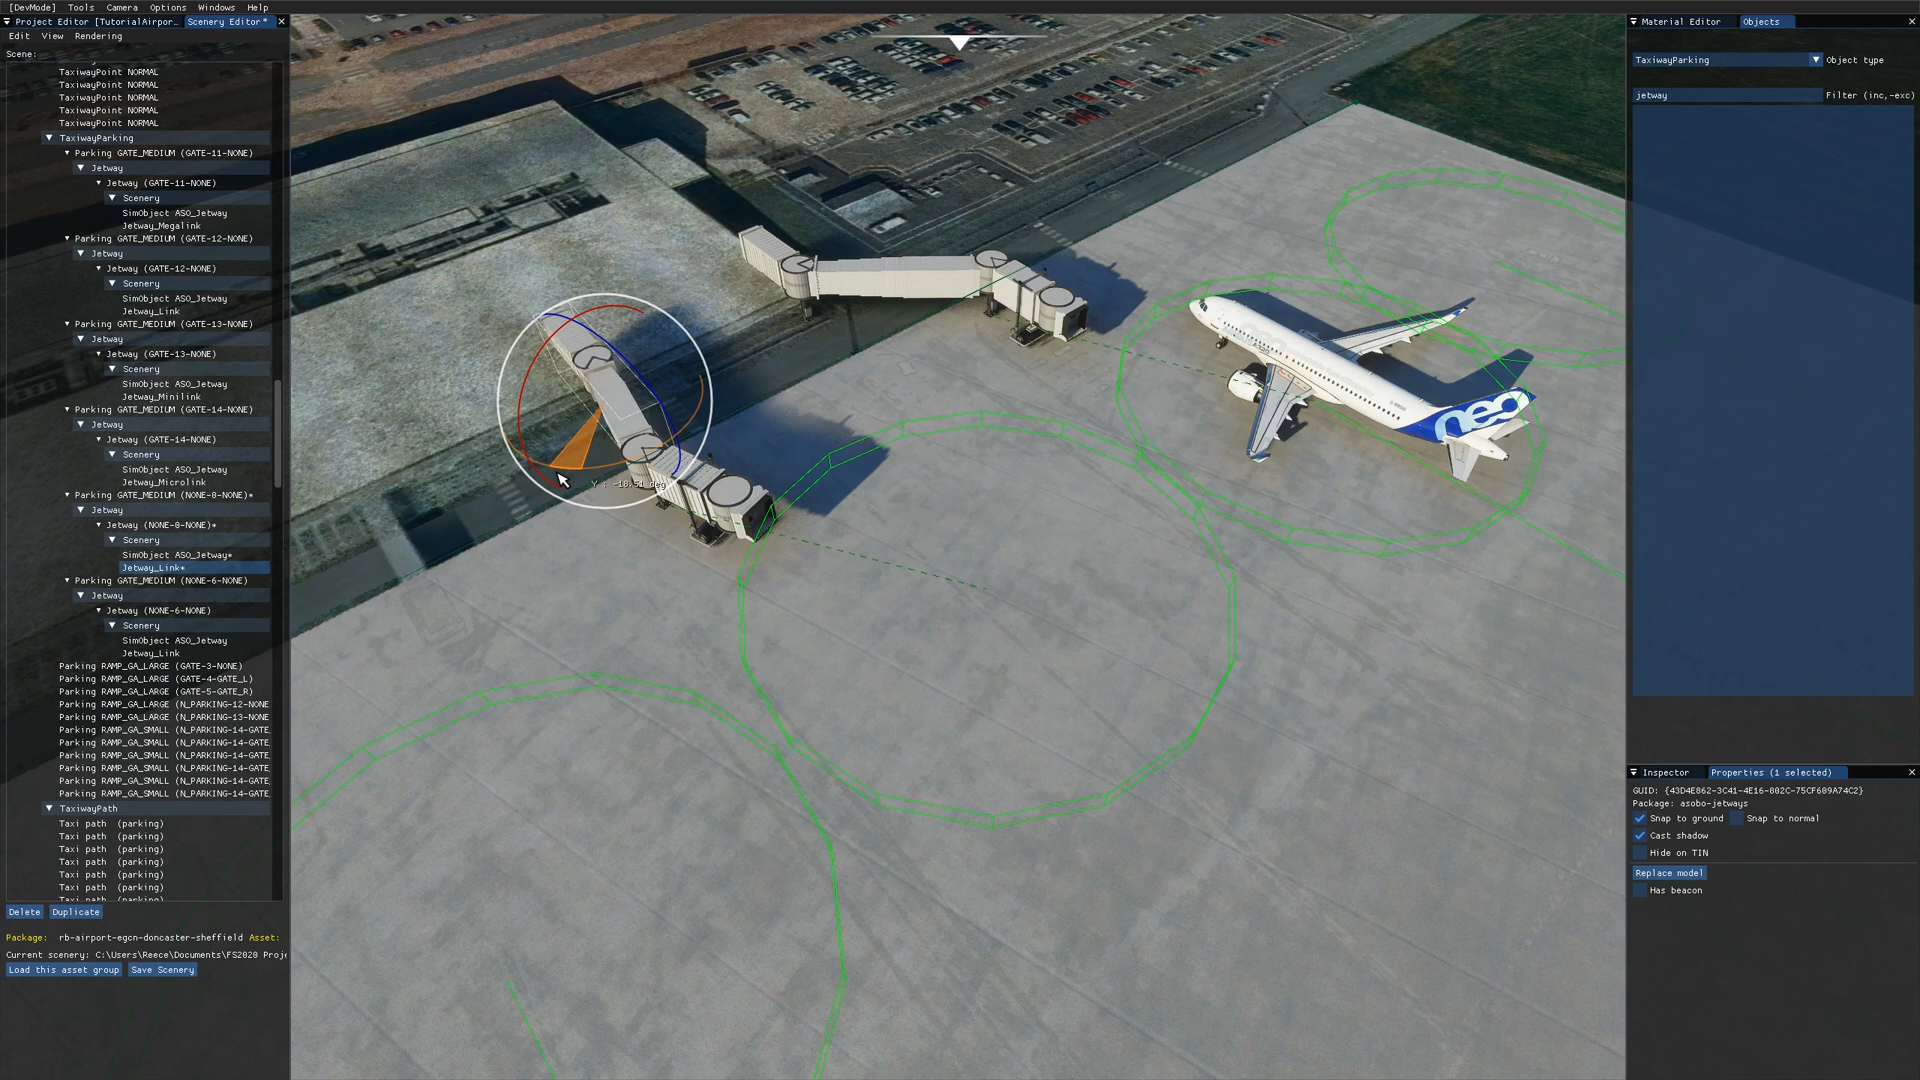 [DevMode] Tools Camera Options Windows Help
Project Editor [TutorialAirpor... Scenery Editor*
Edit View Rendering
Scene:
TaxiwayPoint NORMAL
TaxiwayPoint NORMAL
TaxiwayPoint NORMAL
TaxiwayPoint NORMAL
TaxiwayPoint NORMAL
TaxiwayParking
Parking GATE_MEDIUM (GATE-11-NONE)
Jetway
Jetway (GATE-11-NONE)
Scenery
SimObject ASO_Jetway
Jetway_Megalink
Parking GATE_MEDIUM (GATE-12-NONE)
Jetway
Jetway (GATE-12-NONE)
Scenery
SimObject ASO_Jetway
Jetway_Link
Parking GATE_MEDIUM (GATE-13-NONE)
Jetway
Jetway (GATE-13-NONE)
Scenery
SimObject ASO_Jetway
Jetway_Minilink
Parking GATE_MEDIUM (GATE-14-NONE)
Jetway
Jetway (GATE-14-NONE)
Scenery
SimObject ASO_Jetway
Jetway_Microlink
Parking GATE_MEDIUM (NONE-0-NONE)*
Jetway
Jetway (NONE-0-NONE)*
Scenery
SimObject ASO_Jetway*
Jetway_Link*
Parking GATE_MEDIUM (NONE-6-NONE)
Jetway
Jetway (NONE-6-NONE)
Scenery
SimObject ASO_Jetway
Jetway_Link
Parking RAMP_GA_LARGE (GATE-3-NONE)
Parking RAMP_GA_LARGE (GATE-4-GATE_L)
Parking RAMP_GA_LARGE (GATE-5-GATE_R)
Parking RAMP_GA_LARGE (N_PARKING-12-NONE
Parking RAMP_GA_LARGE (N_PARKING-13-NONE
Parking RAMP_GA_SMALL (N_PARKING-14-GATE_
Parking RAMP_GA_SMALL (N_PARKING-14-GATE_
Parking RAMP_GA_SMALL (N_PARKING-14-GATE_
Parking RAMP_GA_SMALL (N_PARKING-14-GATE_
Parking RAMP_GA_SMALL (N_PARKING-14-GATE_
Parking RAMP_GA_SMALL (N_PARKING-14-GATE_
TaxiwayPath
Taxi path (parking)
Taxi path (parking)
Taxi path (parking)
Taxi path (parking)
Taxi path (parking)
Taxi path (parking)
Taxi path (parking)
Delete Duplicate
Package: rb-airport-egcn-doncaster-sheffield Asset:
Current scenery: C:\Users\Reece\Documents\FS2020 Proje
Load this asset group Save Scenery
Y : -18.51 deg
neo
Material Editor Objects
TaxiwayParking Object type
jetway Filter (inc,-exc)
Inspector Properties (1 selected)
GUID: {43D4E862-3C41-4E16-802C-75CF609A74C2}
Package: asobo-jetways
Snap to ground Snap to normal
Cast shadow
Hide on TIN
Replace model
Has beacon